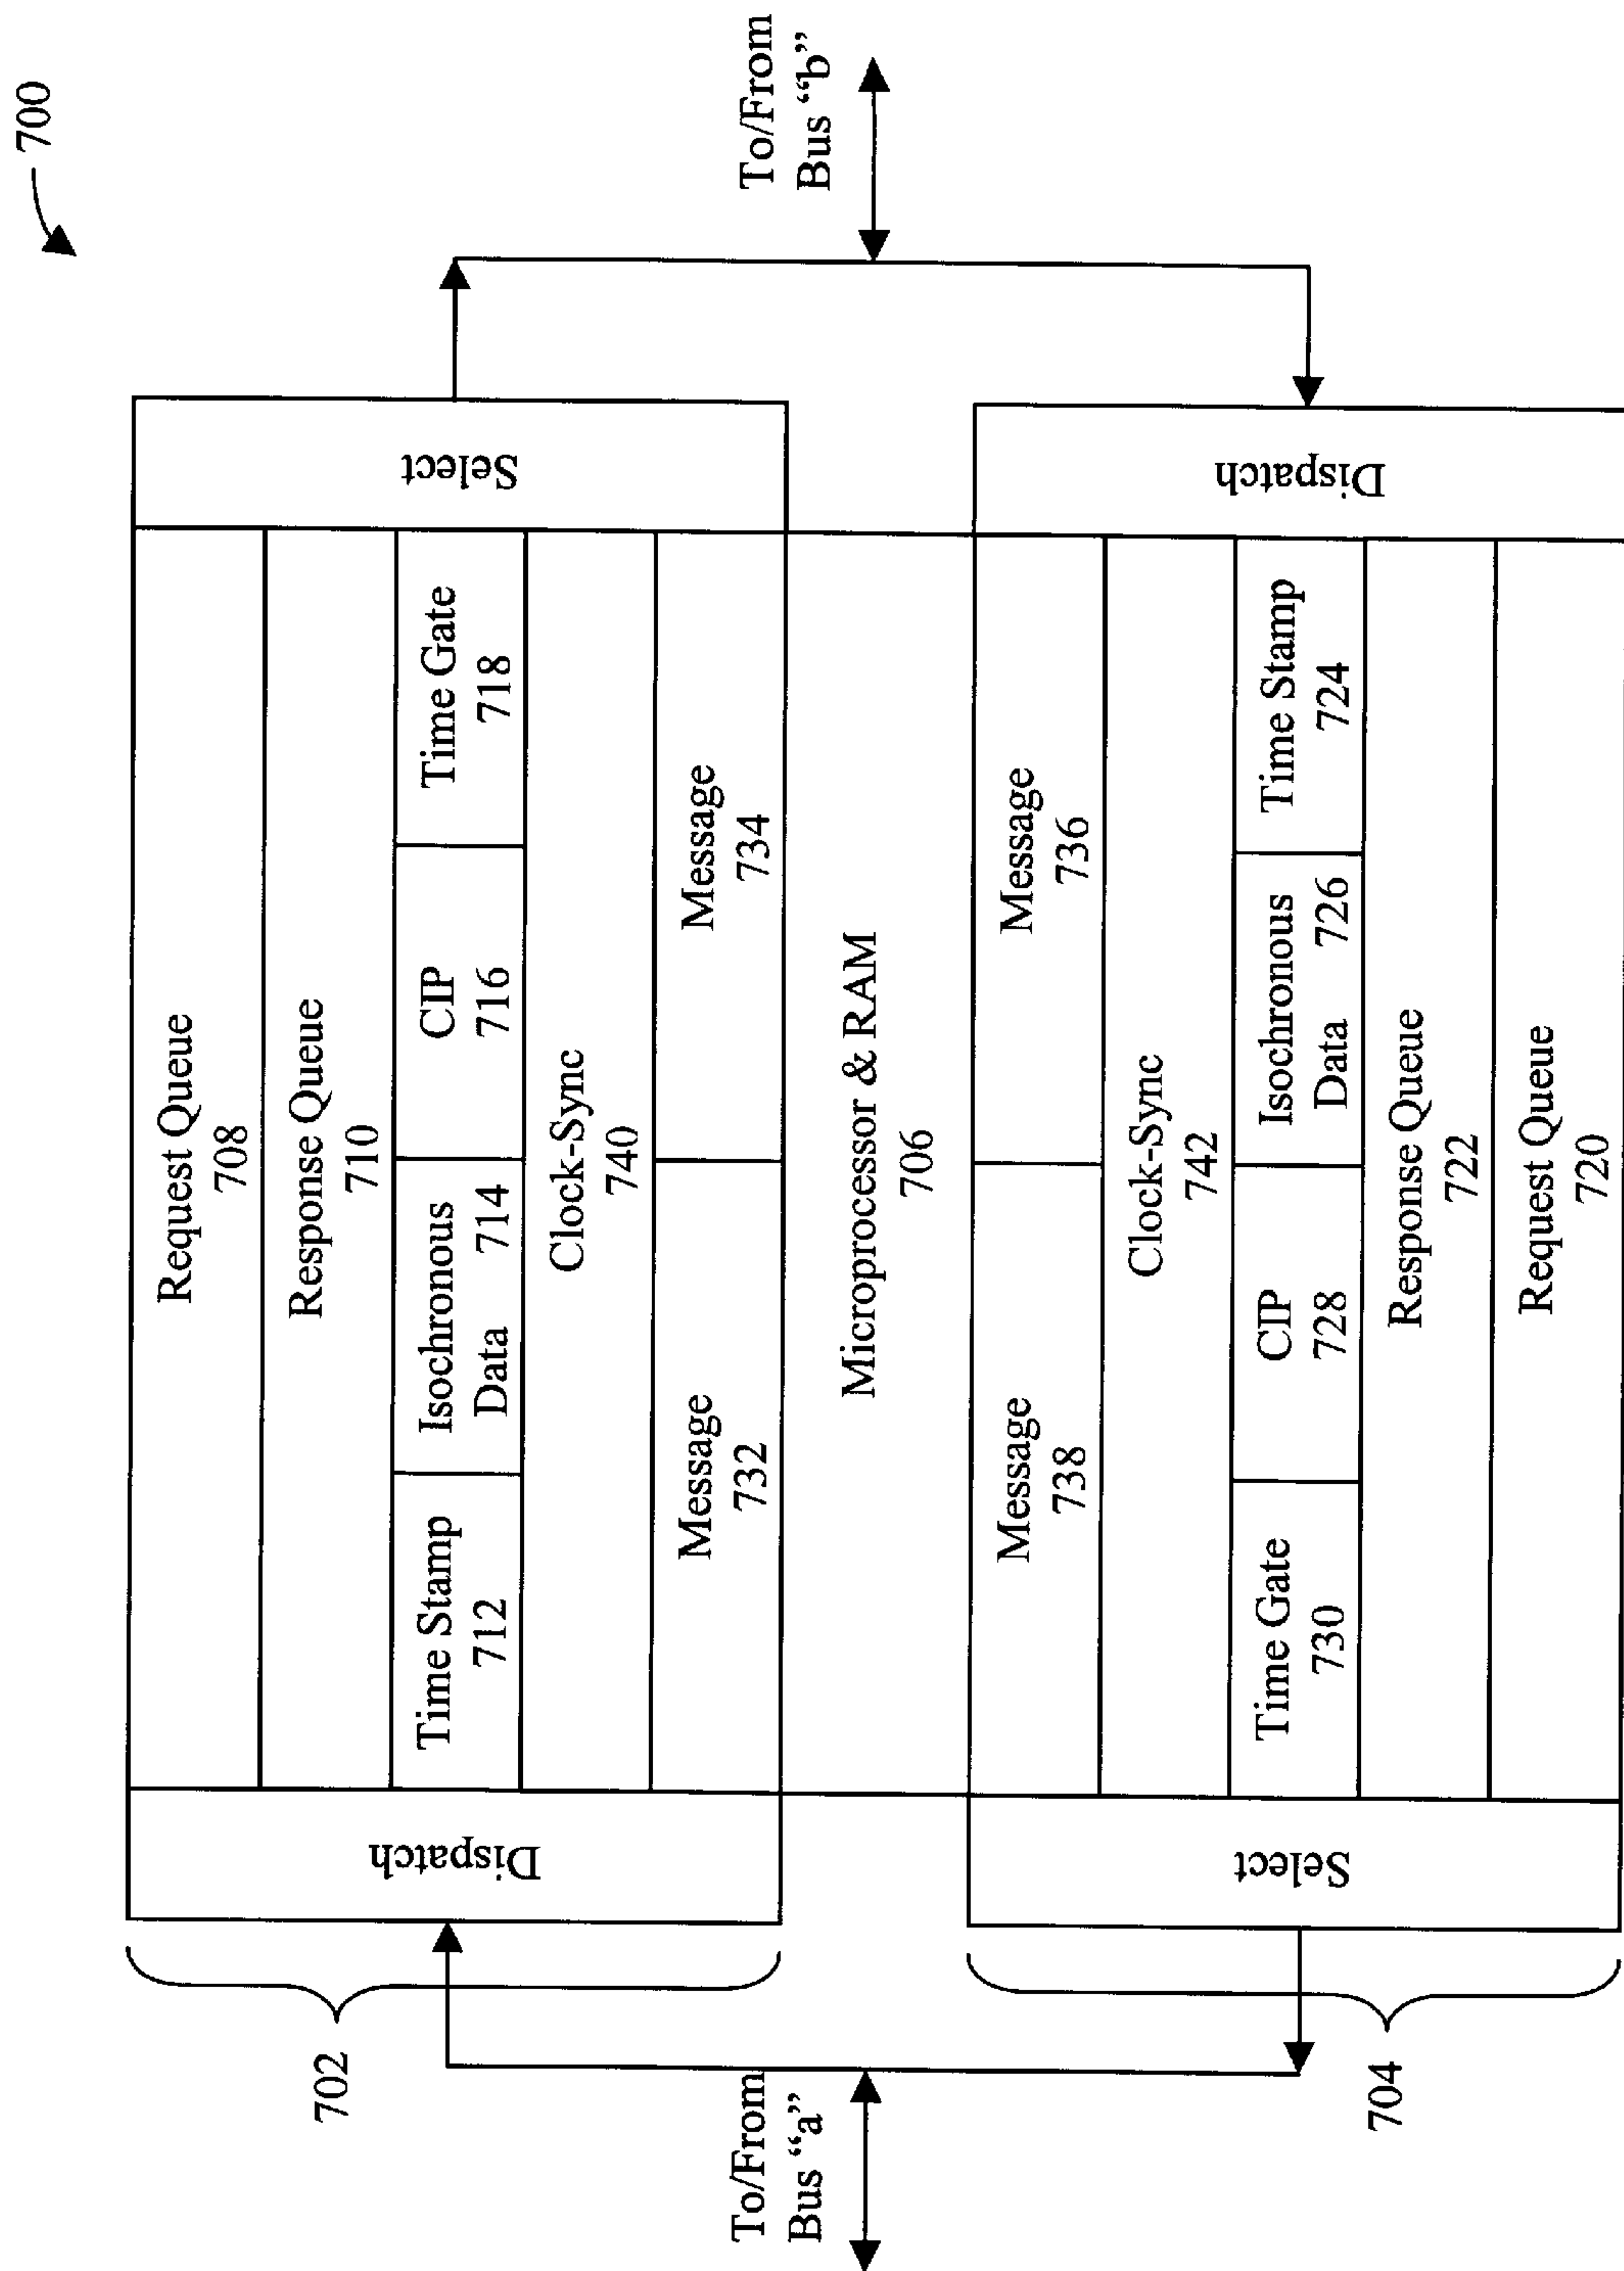 700
To/From
Bus “b”
Select
Dispatch
Request Queue
708
Response Queue
710
Time Stamp
712
Isochronous
Data 714
CIP
716
Time Gate
718
Clock-Sync
740
Message
732
Message
734
Microprocessor & RAM
706
Message
738
Message
736
Clock-Sync
742
Time Gate
730
CIP
728
Isochronous
Data 726
Time Stamp
724
Response Queue
722
Request Queue
720
Dispatch
Select
702
704
To/From
Bus “a”